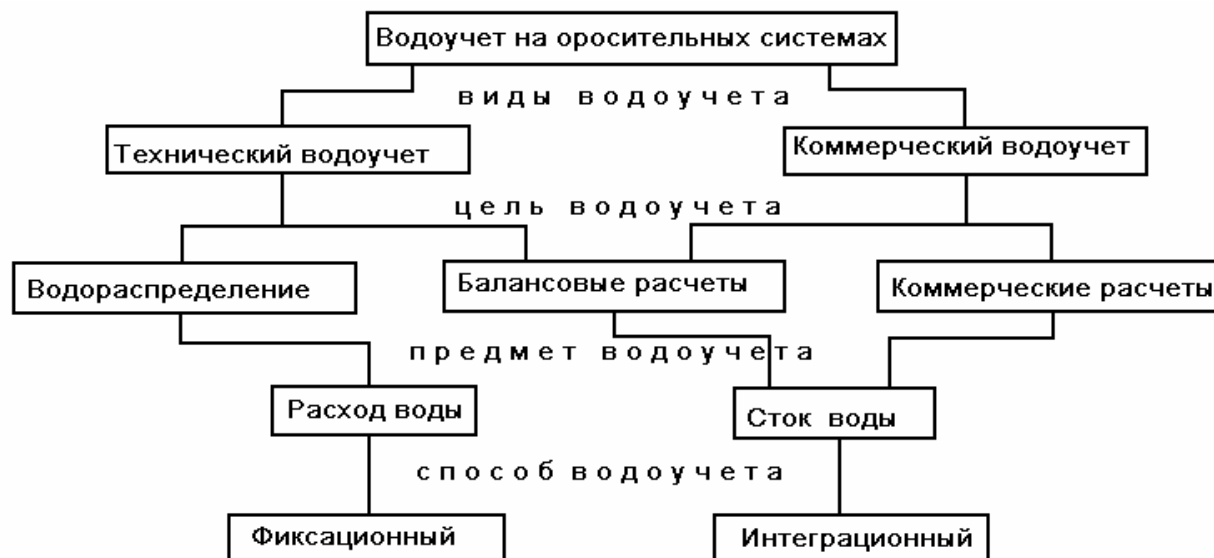 Водоучет на оросительных системах
виды водоучета
Технический водоучет
Коммерческий водоучет
цель водоучета
Водораспределение
Балансовые расчеты
Коммерческие расчеты
предмет водоучета
Расход воды
Сток воды
способ водоучета
Фиксационный
Интеграционный